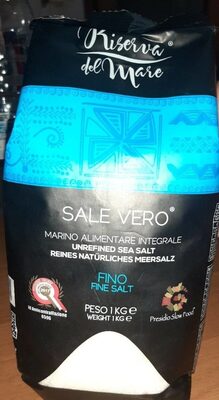 Riserva®
del Mare
SALE VERO®
MARINO ALIMENTARE INTEGRALE
UNREFINED SEA SALT
REINES NATÜRLICHES MEERSALZ
FINO
FINE SALT
PESO 1 KG e
WEIGHT 1 KG e
Presidio Slow Food®